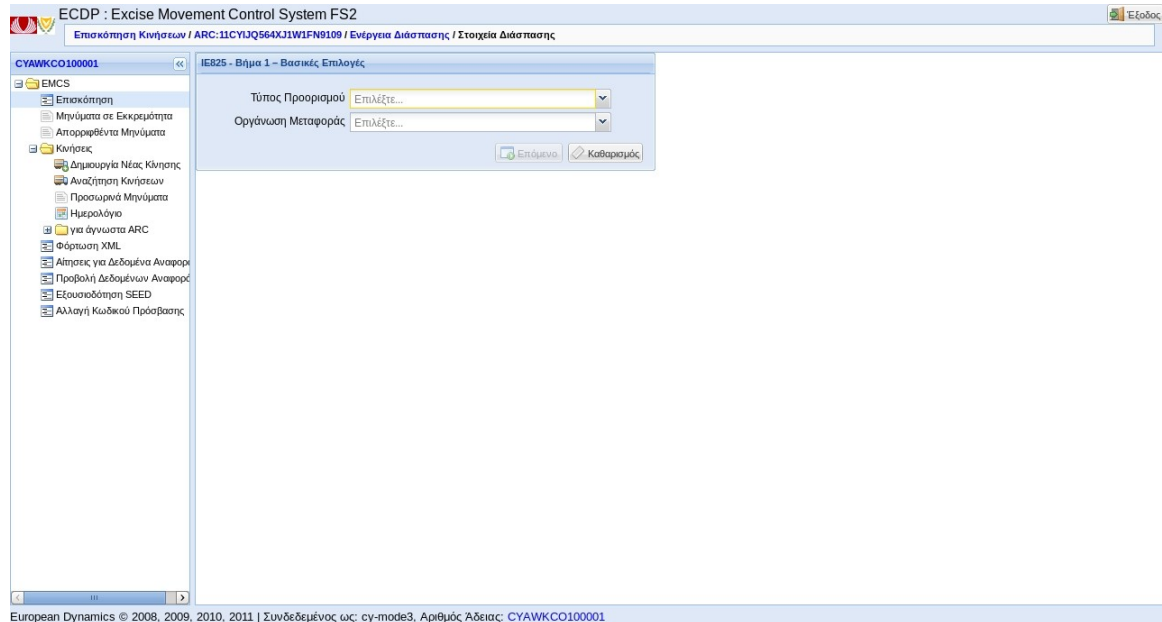 ECDP : Excise Movement Control System FS2
Έξοδος
Επισκόπηση Κινήσεων / ARC:11CYIJQ564XJ1W1FN9109 / Ενέργεια Διάσπασης / Στοιχεία Διάσπασης
CYAWKCO100001
EMCS
Επισκόπηση
Μηνύματα σε Εκκρεμότητα
Απορριφθέντα Μηνύματα
Κινήσεις
Δημιουργία Νέας Κίνησης
Αναζήτηση Κινήσεων
Προσωρινά Μηνύματα
Ημερολόγιο
για άγνωστα ARC
Φόρτωση XML
Αίτησεις για Δεδομένα Αναφορ
Προβολή Δεδομένων Αναφορά
Εξουσιοδότηση SEED
Αλλαγή Κωδικού Πρόσβασης
IE825 - Βήμα 1 – Βασικές Επιλογές
Τύπος Προορισμού Επιλέξτε...
Οργάνωση Μεταφοράς Επιλέξτε...
Επόμενο Καθαρισμός
European Dynamics © 2008, 2009, 2010, 2011 | Συνδεδεμένος ως: cy-mode3, Αριθμός Άδειας: CYAWKCO100001